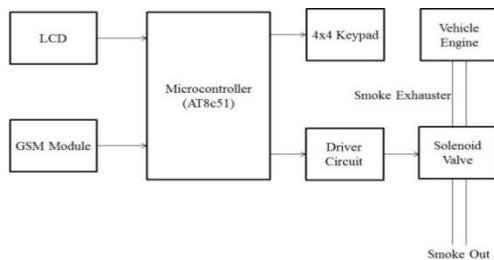 LCD
4x4 Keypad
Vehicle
Engine
Microcontroller
(AT8c51)
Smoke Exhauster
GSM Module
Driver
Circuit
Solenoid
Valve
Smoke Out